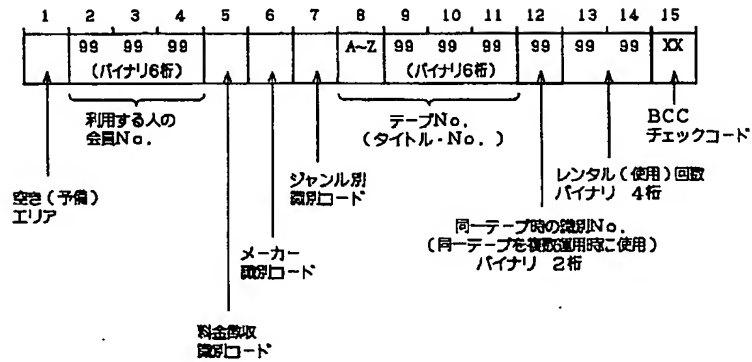 1 2 3 4 5 6 7 8 9 10 11 12 13 14 15
99 99 99 A~Z 99 99 99 99 99 99 XX
(バイナリ6桁) (バイナリ6桁)
利用する人の
会員No.
テープNo.
(タイトル・No.)
BCC
チェックコード
空き(予備)
エリア
ジャンル別
識別コード
レンタル(使用)回数
バイナリ 4桁
メーカー
識別コード
同一テープ時の識別No.
(同一テープを複数運用時に使用)
バイナリ 2桁
料金徴収
識別コード